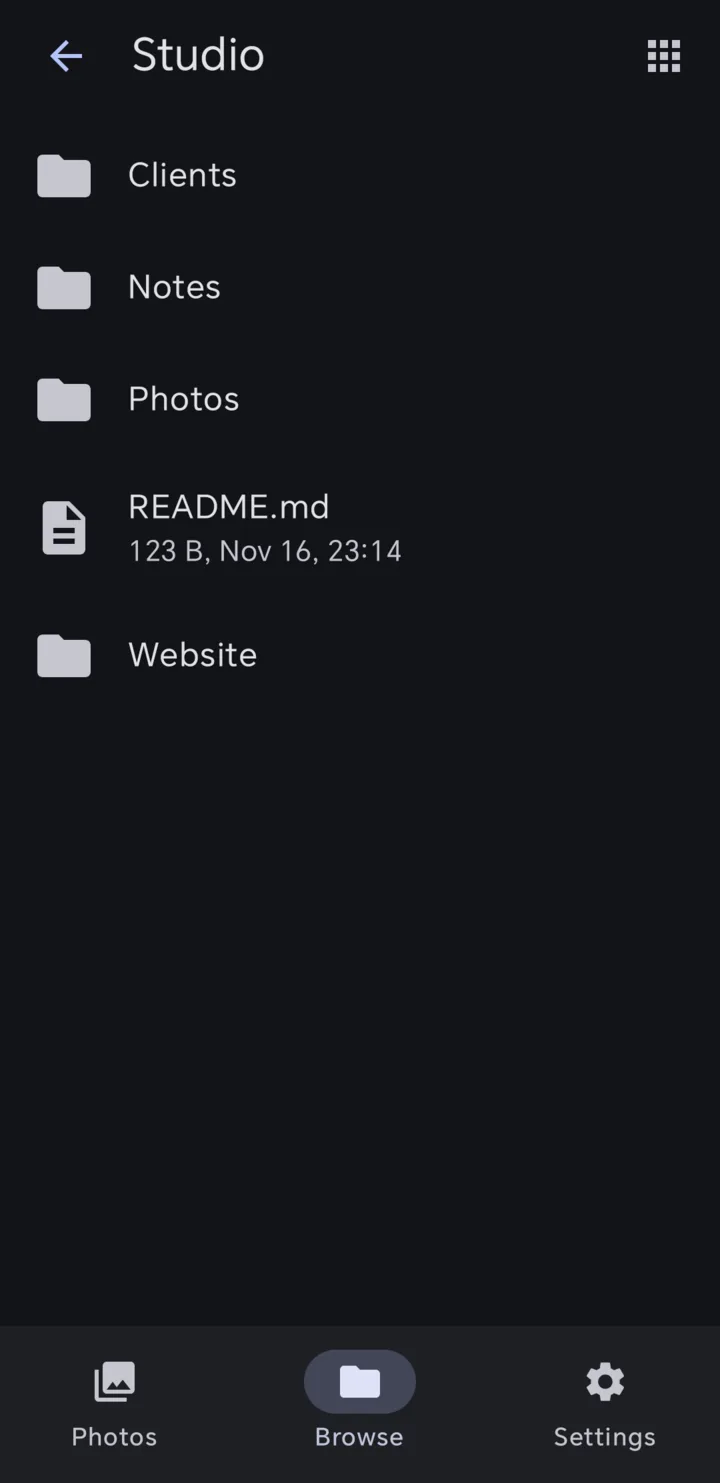 Studio
Clients
Notes
Photos
README.md
123 B, Nov 16, 23:14
Website
Photos
Browse
Settings